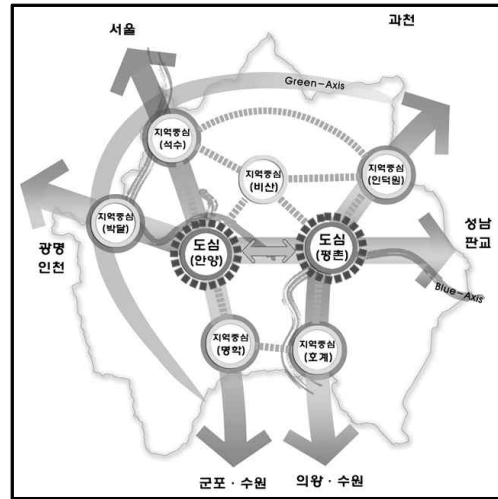 서울
과천
Green-Axis
지역중심
(석수)
지역중심
(비산)
지역중심
(인덕원)
지역중심
(박달)
도심
(안양)
도심
(평촌)
성남
판교
광명
인천
Blue-Axis
지역중심
(명학)
지역중심
(호계)
군포 · 수원
의왕 · 수원